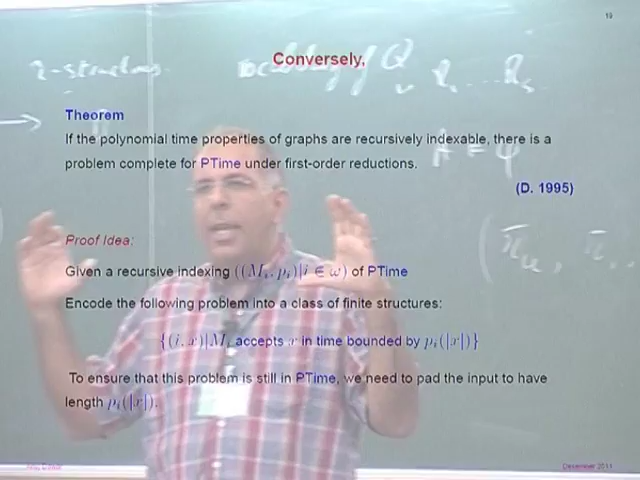 19
Conversely,
Theorem
If the polynomial time properties of graphs are recursively indexable, there is a
problem complete for PTime under first-order reductions.
(D. 1995)
Proof Idea:
Given a recursive indexing ((M_i, p_i)|i ∈ ω) of PTime
Encode the following problem into a class of finite structures:
{(i, x)|M_i accepts x in time bounded by p_i(|x|)}
To ensure that this problem is still in PTime, we need to pad the input to have
length p_i(|x|).
December 2011